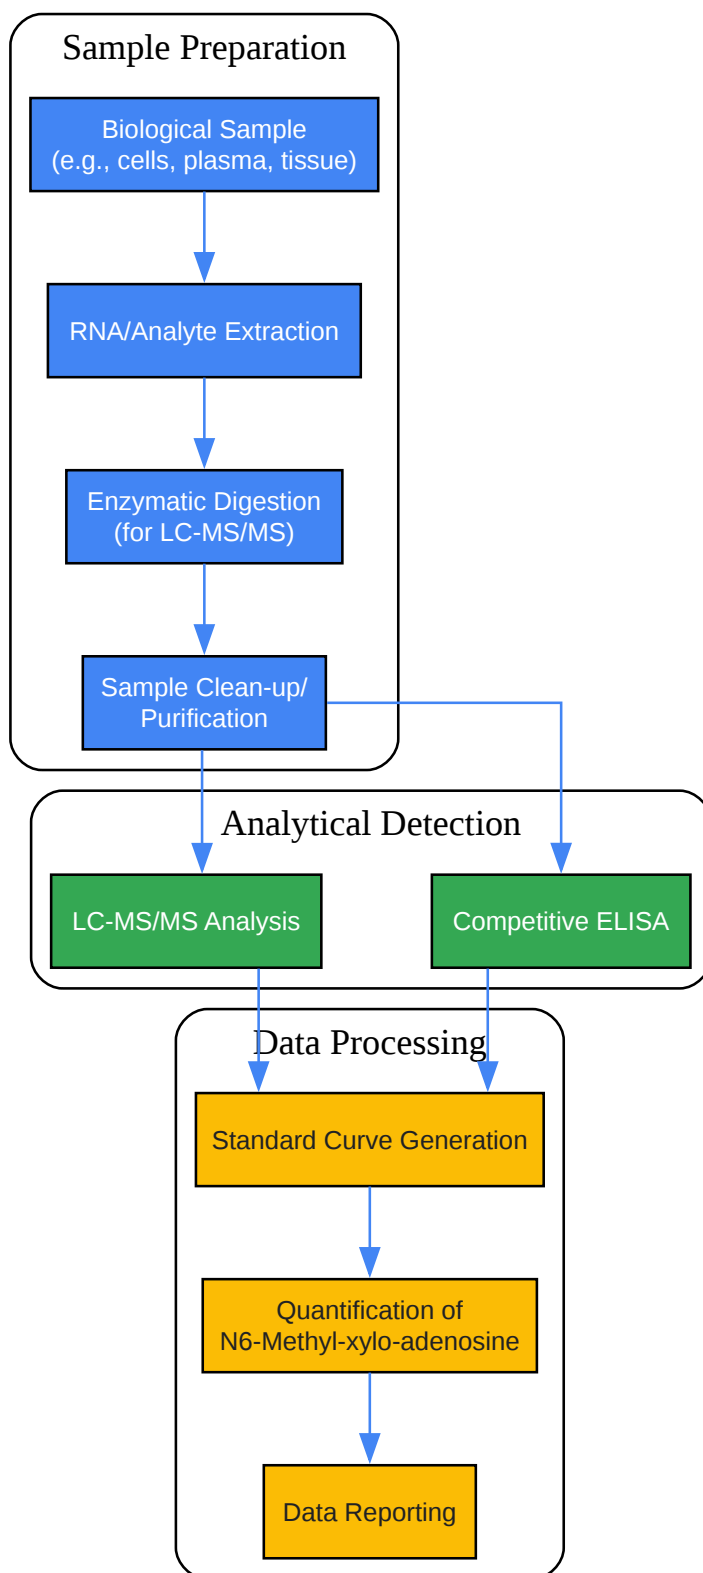 Sample Preparation
Biological Sample
(e.g., cells, plasma, tissue)
RNA/Analyte Extraction
Enzymatic Digestion
(for LC-MS/MS)
Sample Clean-up/
Purification
Analytical Detection
LC-MS/MS Analysis
Competitive ELISA
Data Processing
Standard Curve Generation
Quantification of
N6-Methyl-xylo-adenosine
Data Reporting